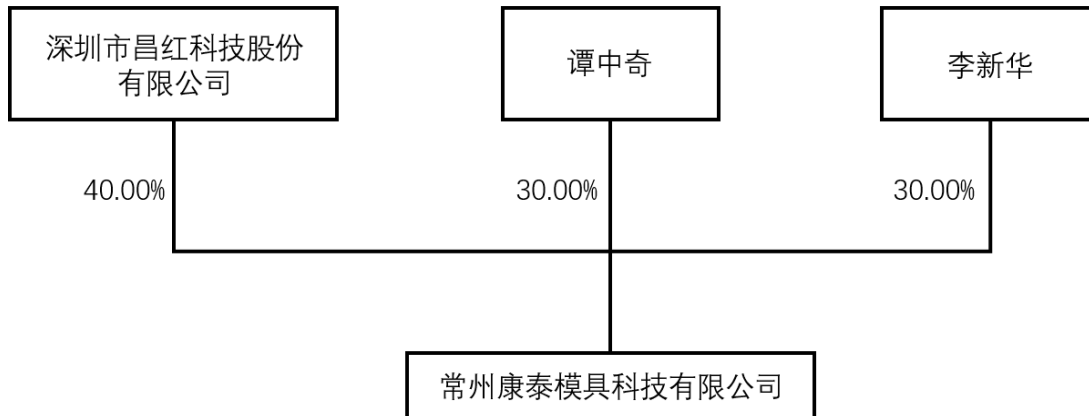 深圳市昌红科技股份
有限公司
谭中奇
李新华
40.00%
30.00%
30.00%
常州康泰模具科技有限公司